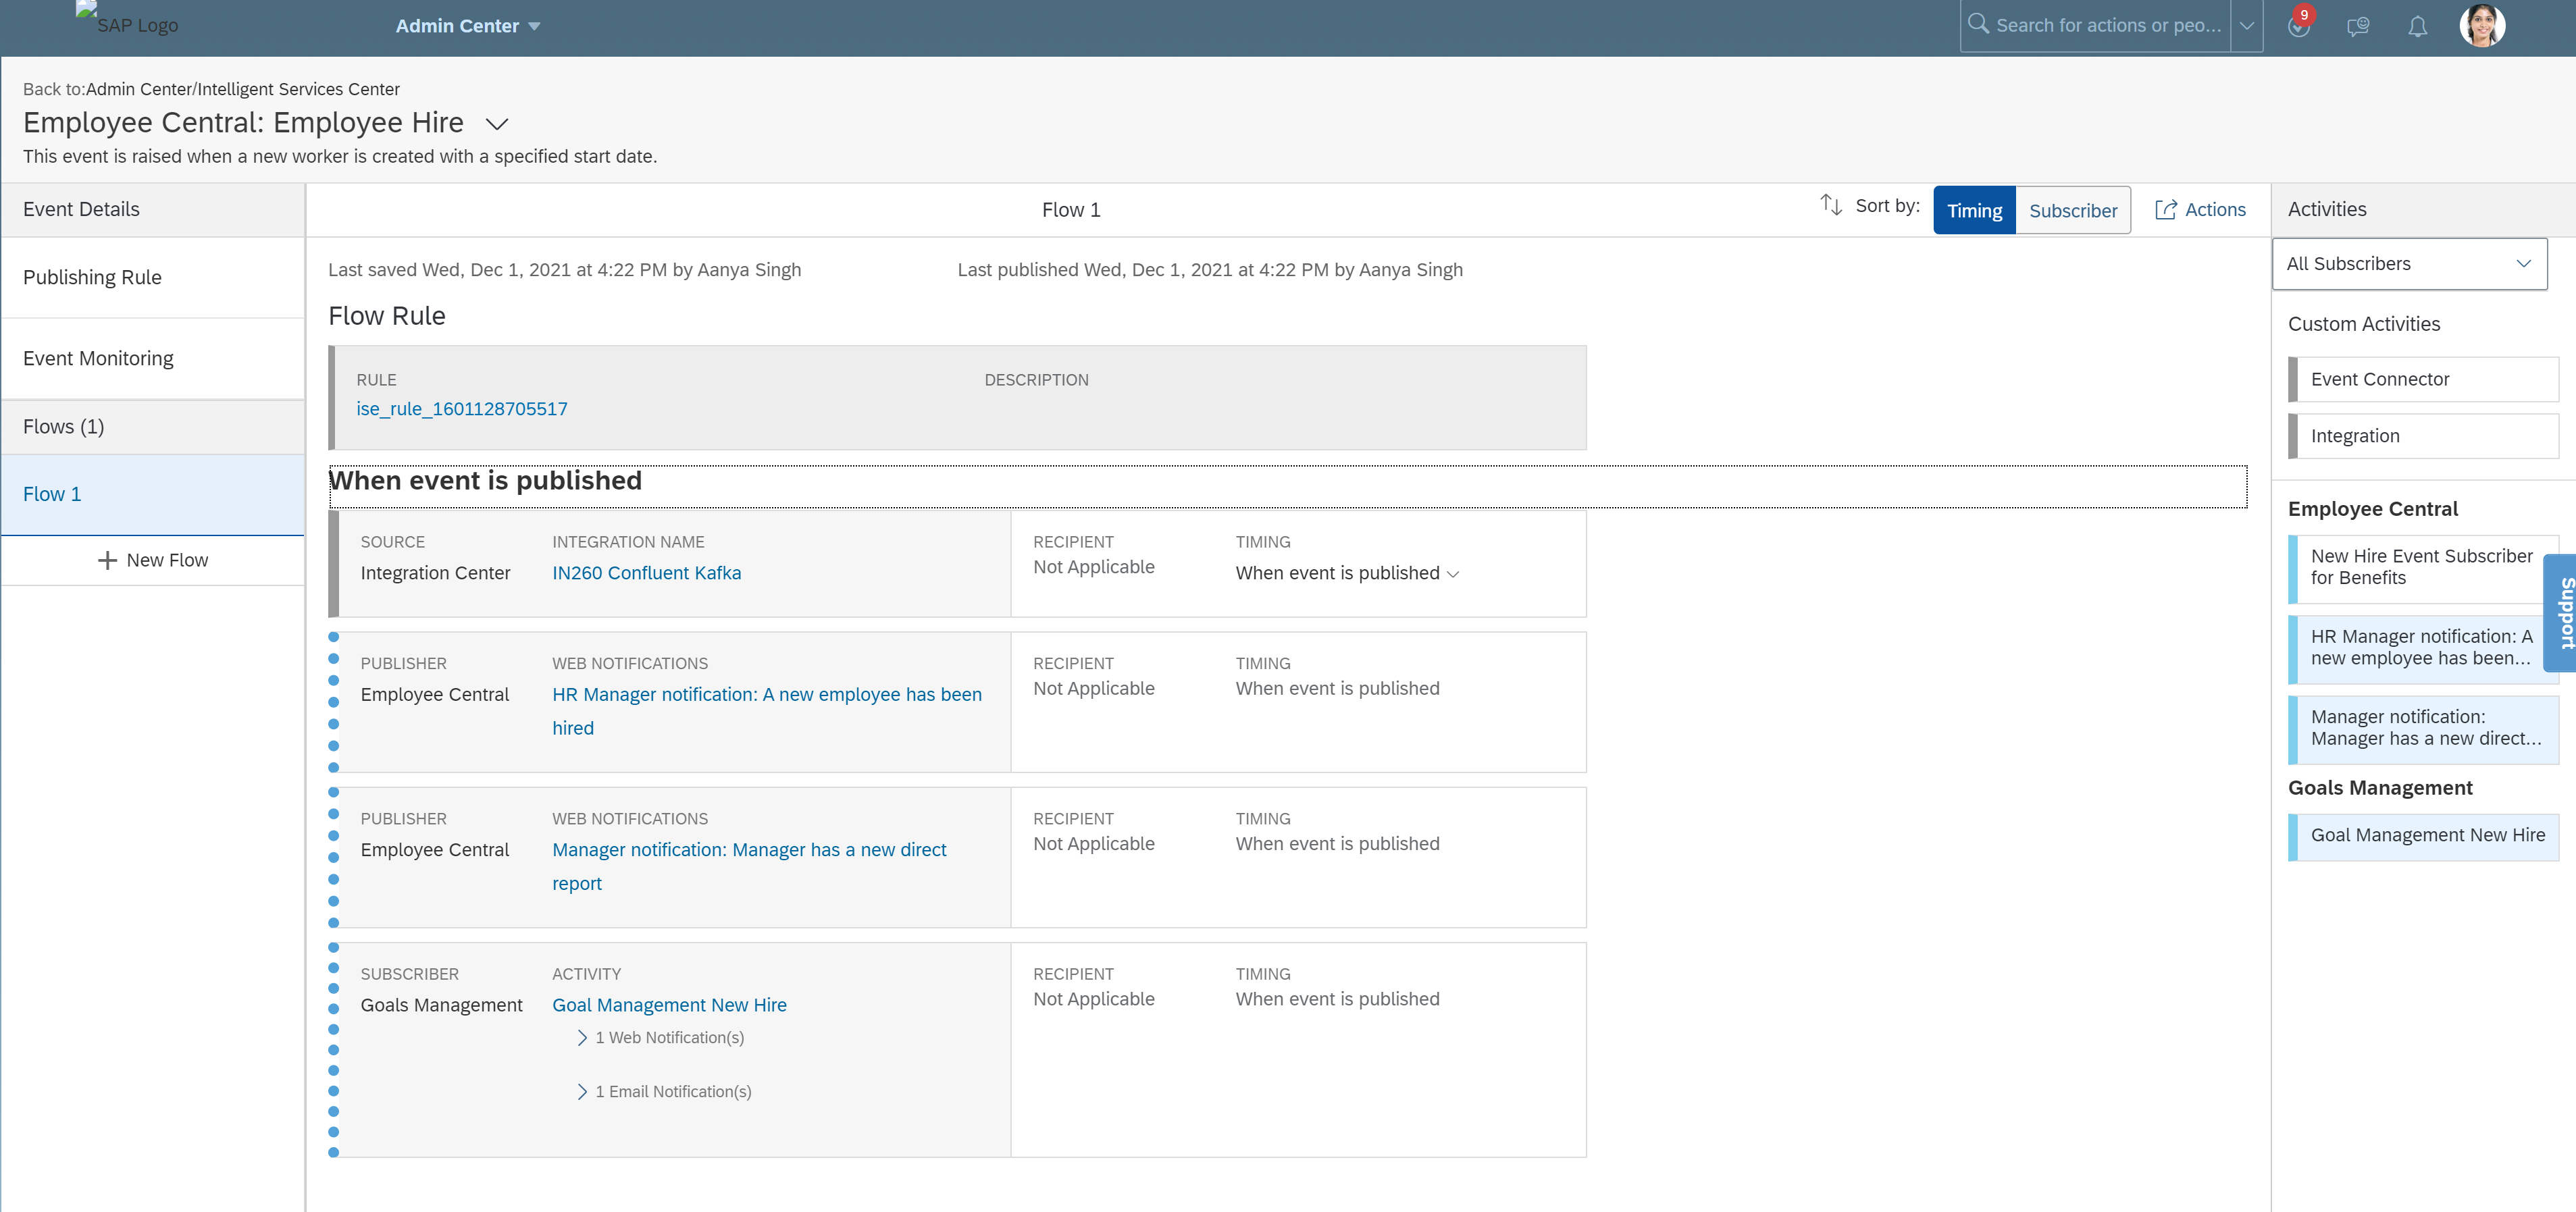 SAP Logo
Admin Center
Search for actions or peo...
9
Back to:Admin Center/Intelligent Services Center
Employee Central: Employee Hire
This event is raised when a new worker is created with a specified start date.
Event Details
Publishing Rule
Event Monitoring
Flows (1)
Flow 1
New Flow
Flow 1
Sort by:
Timing
Subscriber
Actions
Last saved Wed, Dec 1, 2021 at 4:22 PM by Aanya Singh
Last published Wed, Dec 1, 2021 at 4:22 PM by Aanya Singh
Flow Rule
RULE
ise_rule_1601128705517
DESCRIPTION
When event is published
SOURCE
Integration Center
INTEGRATION NAME
IN260 Confluent Kafka
RECIPIENT
Not Applicable
TIMING
When event is published
PUBLISHER
Employee Central
WEB NOTIFICATIONS
HR Manager notification: A new employee has been
hired
RECIPIENT
Not Applicable
TIMING
When event is published
PUBLISHER
Employee Central
WEB NOTIFICATIONS
Manager notification: Manager has a new direct
report
RECIPIENT
Not Applicable
TIMING
When event is published
SUBSCRIBER
Goals Management
ACTIVITY
Goal Management New Hire
1 Web Notification(s)
1 Email Notification(s)
RECIPIENT
Not Applicable
TIMING
When event is published
Activities
All Subscribers
Custom Activities
Event Connector
Integration
Employee Central
New Hire Event Subscriber
for Benefits
HR Manager notification: A
new employee has been...
Manager notification:
Manager has a new direct...
Goals Management
Goal Management New Hire
Support